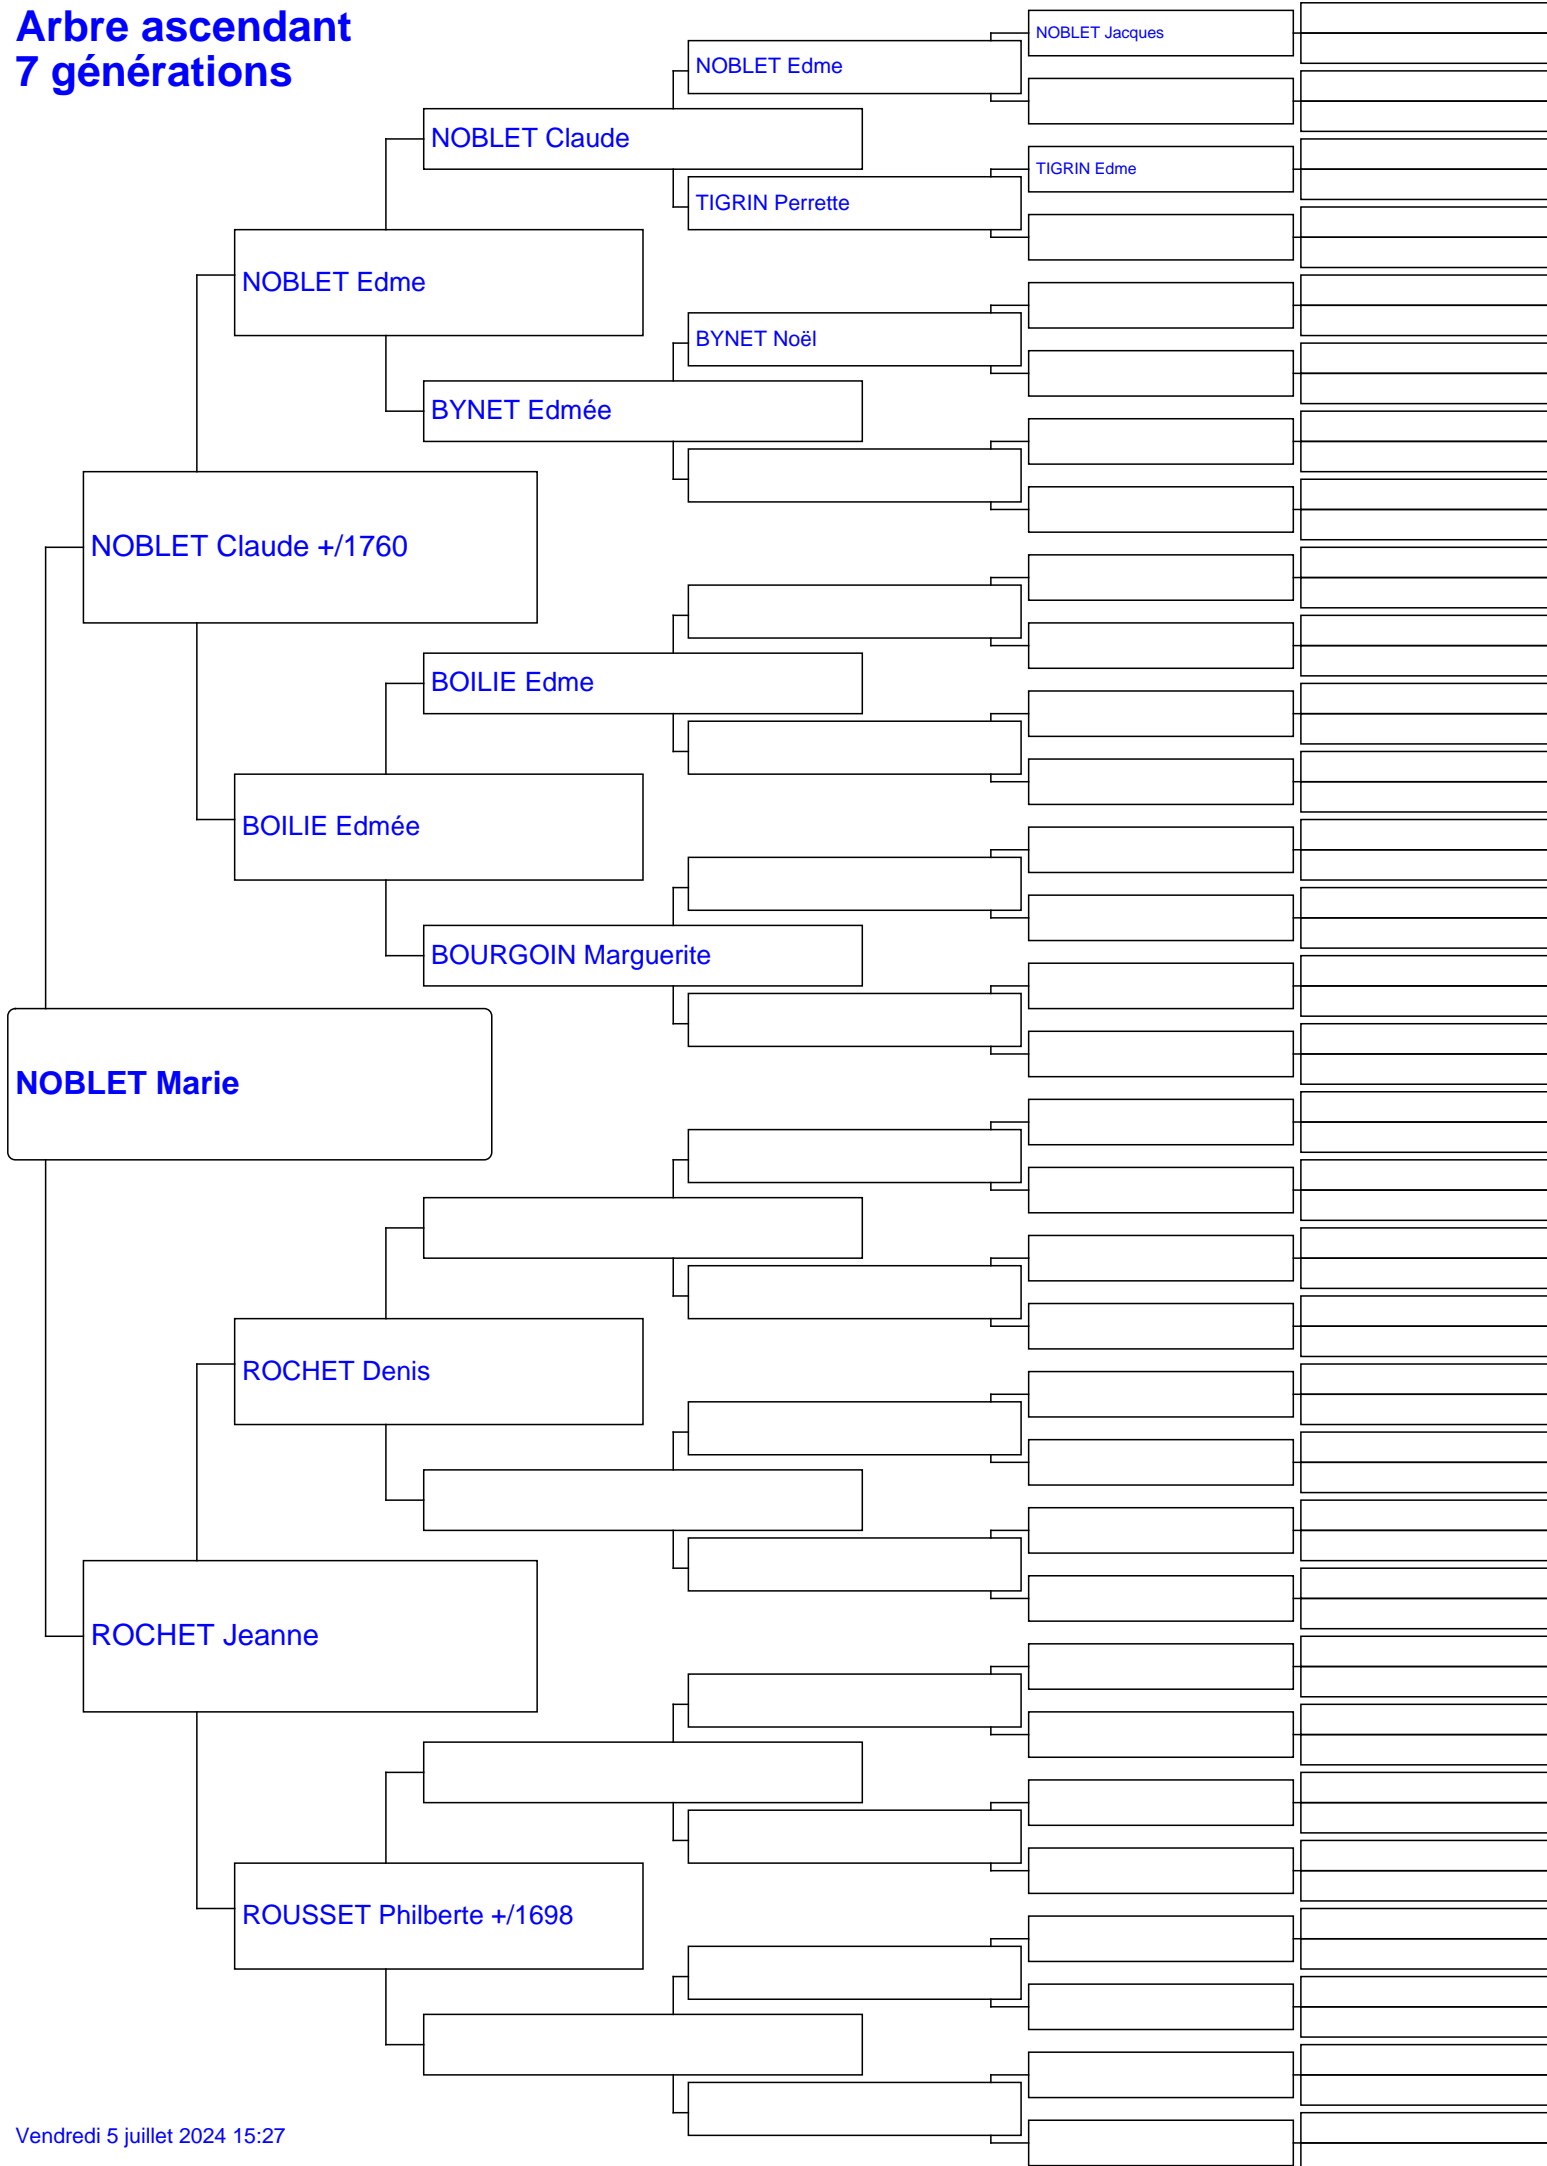 Arbre ascendant
7 générations
NOBLET Jacques
NOBLET Edme
NOBLET Claude
TIGRIN Edme
TIGRIN Perrette
NOBLET Edme
BYNET Noël
BYNET Edmée
NOBLET Claude +/1760
BOILIE Edme
BOILIE Edmée
BOURGOIN Marguerite
NOBLET Marie
ROCHET Denis
ROCHET Jeanne
ROUSSET Philberte +/1698
Vendredi 5 juillet 2024 15:27